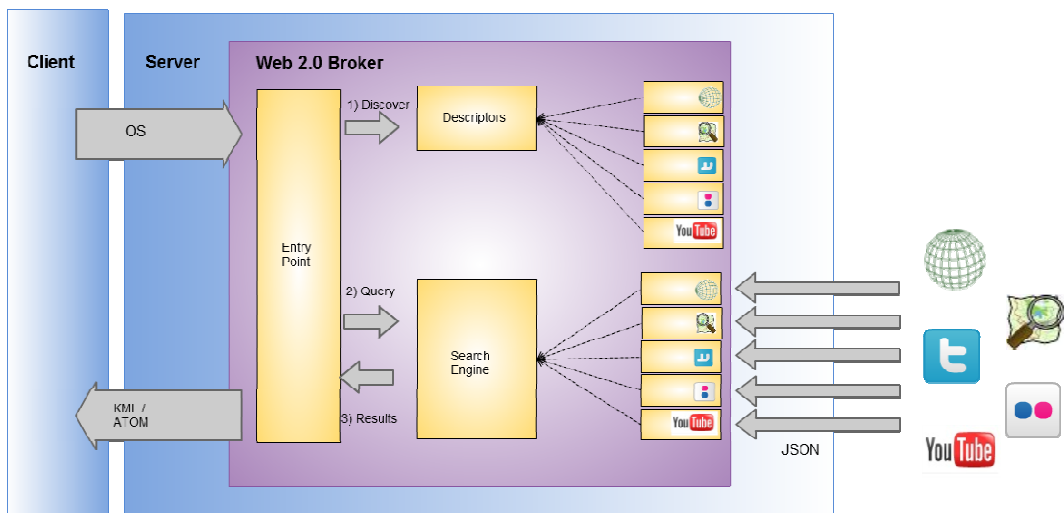 Client
Server
Web 2.0 Broker
OS
1) Discover
Descriptors
YouTube
Entry
Point
2) Query
Search
Engine
3) Results
YouTube
KML /
ATOM
JSON
t
YouTube